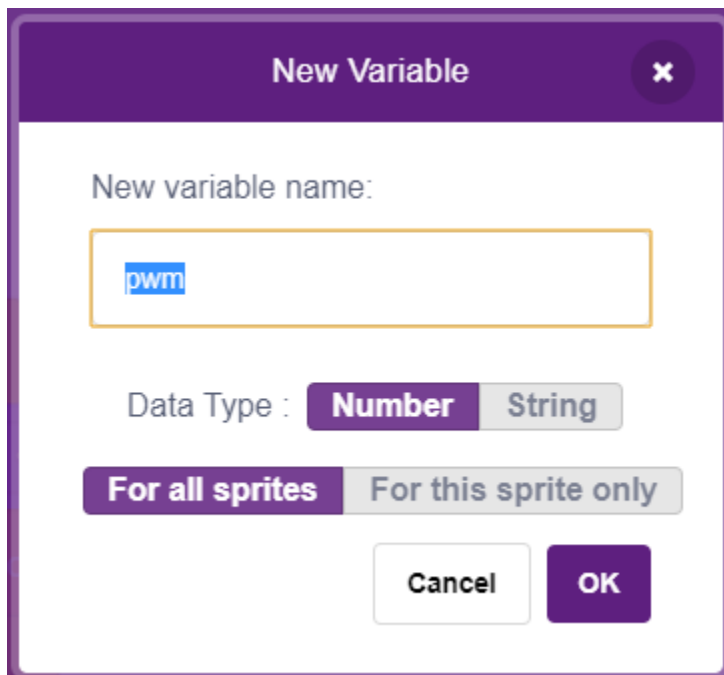 New Variable
New variable name:
pwm
Data Type : Number String
For all sprites For this sprite only
Cancel OK